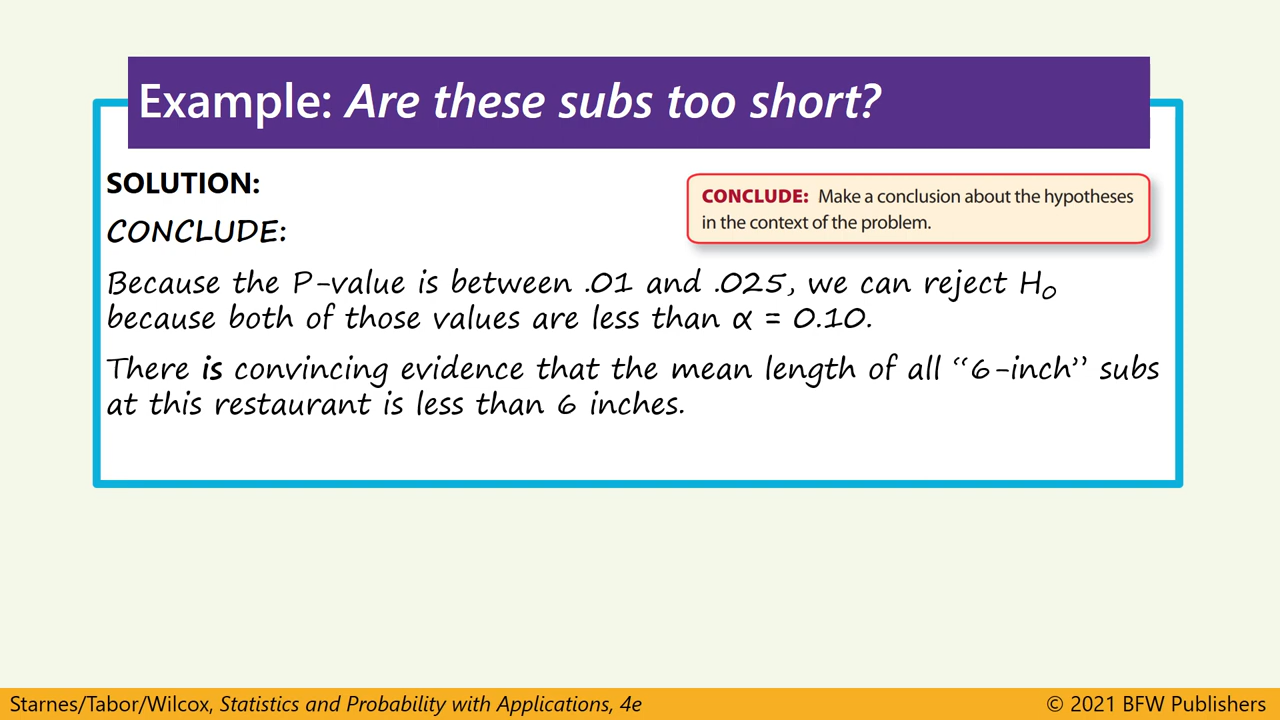 Example: Are these subs too short?
SOLUTION:
CONCLUDE: Make a conclusion about the hypotheses
in the context of the problem.
CONCLUDE:
Because the P-value is between .01 and .025, we can reject H₀
because both of those values are less than α = 0.10.
There is convincing evidence that the mean length of all “6-inch” subs
at this restaurant is less than 6 inches.
Starnes/Tabor/Wilcox, Statistics and Probability with Applications, 4e
© 2021 BFW Publishers